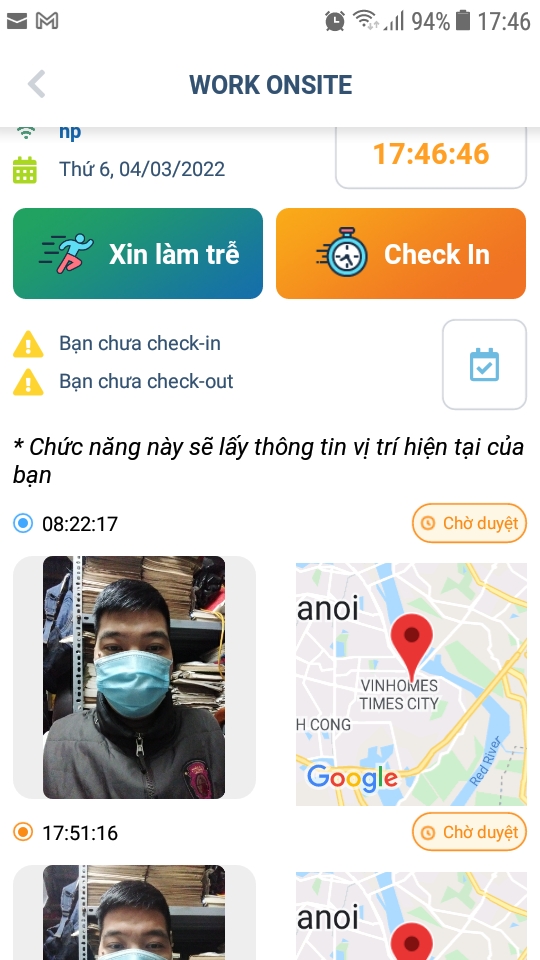 94% 17:46
WORK ONSITE
hp
Thứ 6, 04/03/2022
17:46:46
Xin làm trễ
Check In
Bạn chưa check-in
Bạn chưa check-out
* Chức năng này sẽ lấy thông tin vị trí hiện tại của
bạn
08:22:17
Chờ duyệt
anoi
VINHOMES
TIMES CITY
H CONG
Red River
Google
17:51:16
Chờ duyệt
anoi